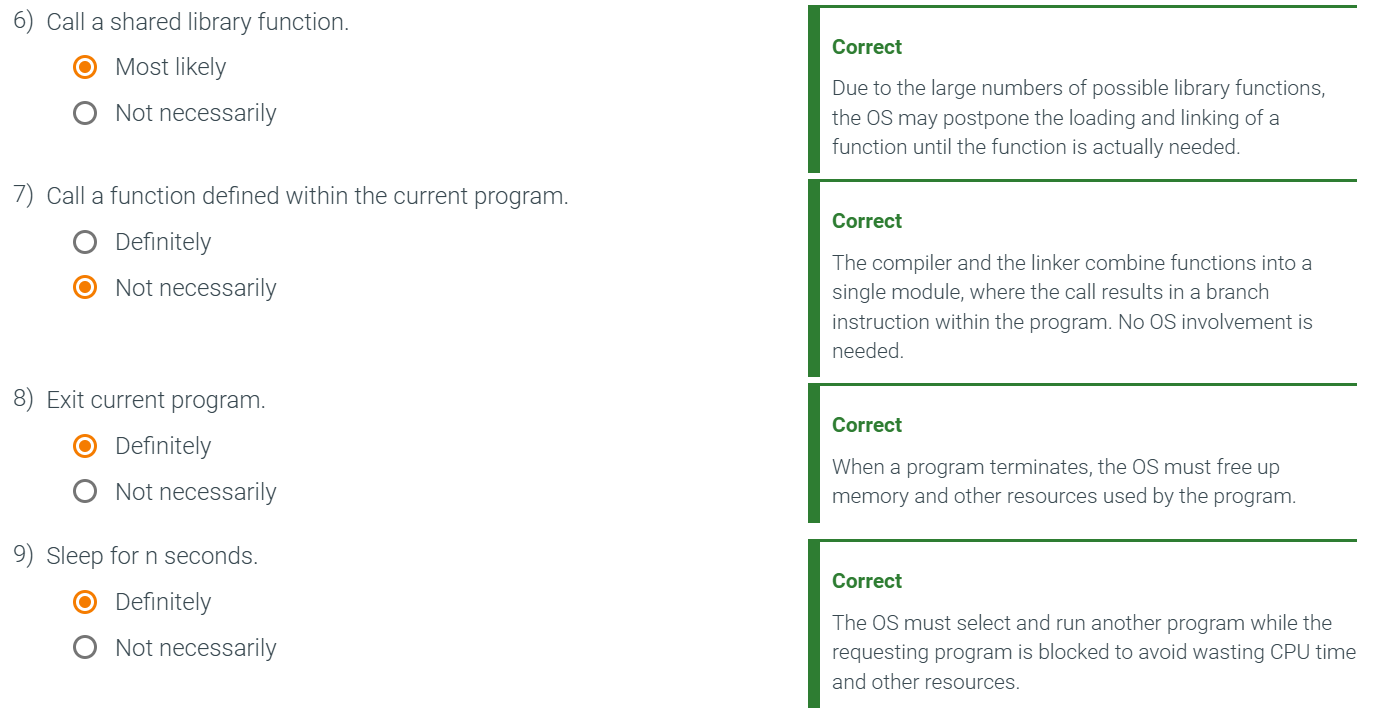 6) Call a shared library function.
Most likely
Not necessarily
Correct
Due to the large numbers of possible library functions,
the OS may postpone the loading and linking of a
function until the function is actually needed.
7) Call a function defined within the current program.
Definitely
Not necessarily
Correct
The compiler and the linker combine functions into a
single module, where the call results in a branch
instruction within the program. No OS involvement is
needed.
8) Exit current program.
Definitely
Not necessarily
Correct
When a program terminates, the OS must free up
memory and other resources used by the program.
9) Sleep for n seconds.
Definitely
Not necessarily
Correct
The OS must select and run another program while the
requesting program is blocked to avoid wasting CPU time
and other resources.